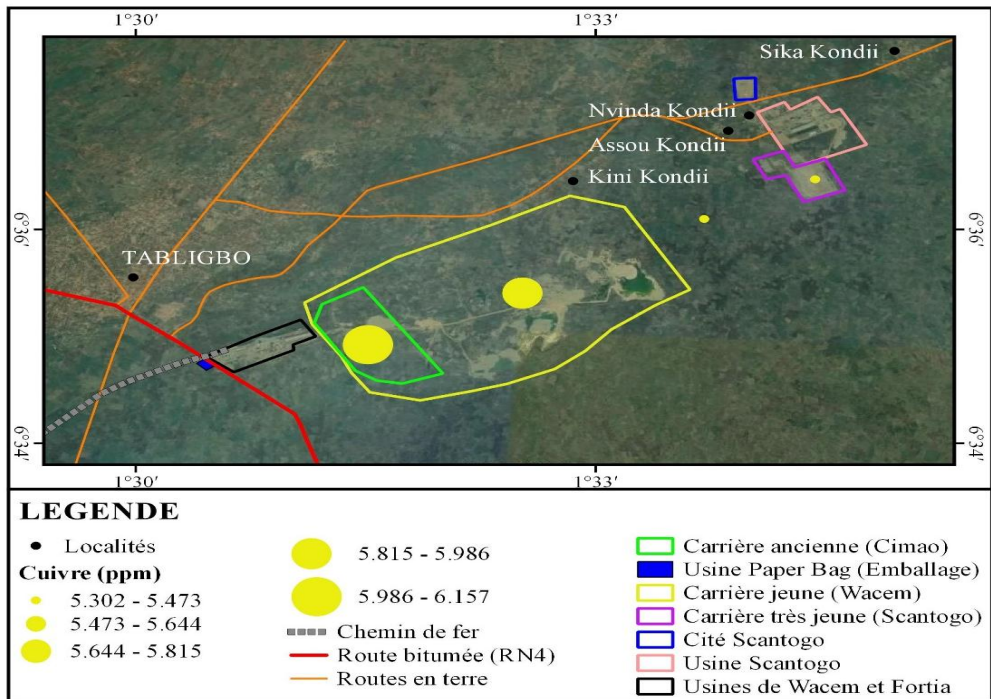 1°30′ 1°33′
Sika Kondji
Nvinda Kondji
Assou Kondji
Kini Kondji
6°36′ 6°36′
TABLIGBO
6°34′ 6°34′
1°30′ 1°33′
LEGENDE
Localités
Cuivre (ppm)
5.302 - 5.473
5.473 - 5.644
5.644 - 5.815
5.815 - 5.986
5.986 - 6.157
Chemin de fer
Route bitumée (RN4)
Routes en terre
Carrière ancienne (Cimao)
Usine Paper Bag (Emballage)
Carrière jeune (Wacem)
Carrière très jeune (Scantogo)
Cité Scantogo
Usine Scantogo
Usines de Wacem et Fortia